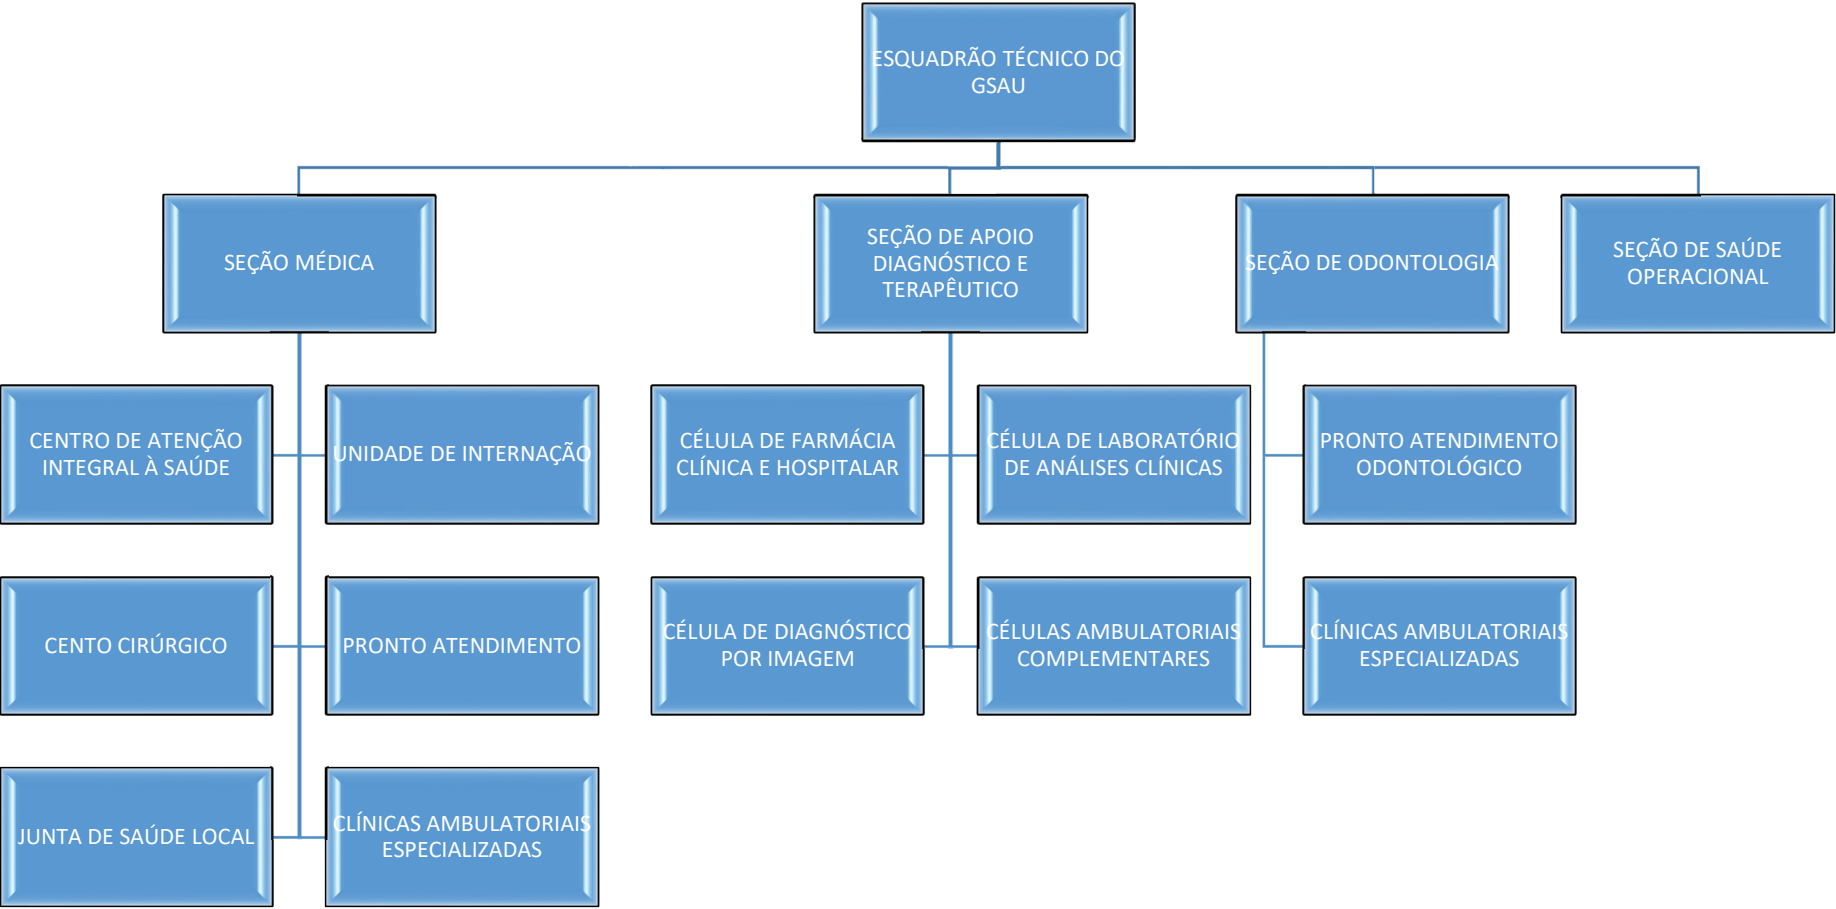 ESQUADRÃO TÉCNICO DO
GSAU
SEÇÃO MÉDICA
SEÇÃO DE APOIO
DIAGNÓSTICO E
TERAPÊUTICO
SEÇÃO DE ODONTOLOGIA
SEÇÃO DE SAÚDE
OPERACIONAL
CENTRO DE ATENÇÃO
INTEGRAL À SAÚDE
UNIDADE DE INTERNAÇÃO
CÉLULA DE FARMÁCIA
CLÍNICA E HOSPITALAR
CÉLULA DE LABORATÓRIO
DE ANÁLISES CLÍNICAS
PRONTO ATENDIMENTO
ODONTOLÓGICO
CENTO CIRÚRGICO
PRONTO ATENDIMENTO
CÉLULA DE DIAGNÓSTICO
POR IMAGEM
CÉLULAS AMBULATORIAIS
COMPLEMENTARES
CLÍNICAS AMBULATORIAIS
ESPECIALIZADAS
JUNTA DE SAÚDE LOCAL
CLÍNICAS AMBULATORIAIS
ESPECIALIZADAS